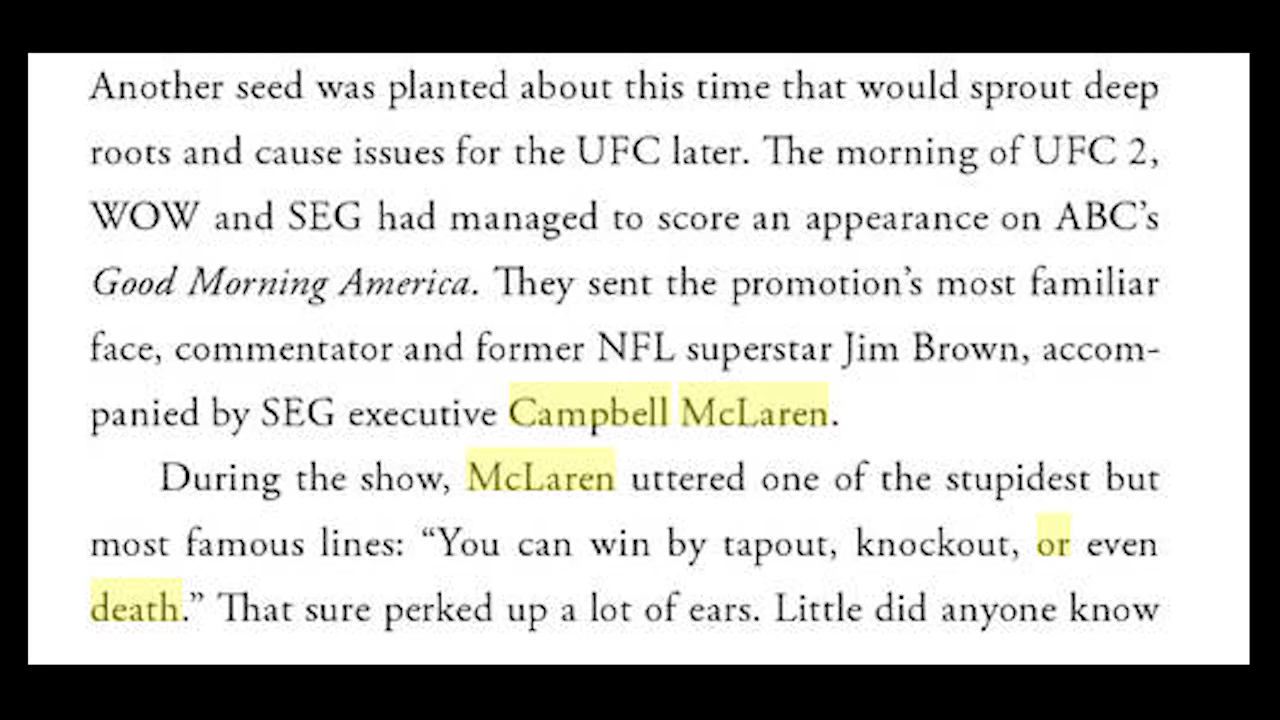 Another seed was planted about this time that would sprout deep
roots and cause issues for the UFC later. The morning of UFC 2,
WOW and SEG had managed to score an appearance on ABC’s
Good Morning America. They sent the promotion’s most familiar
face, commentator and former NFL superstar Jim Brown, accom-
panied by SEG executive Campbell McLaren.
During the show, McLaren uttered one of the stupidest but
most famous lines: “You can win by tapout, knockout, or even
death.” That sure perked up a lot of ears. Little did anyone know